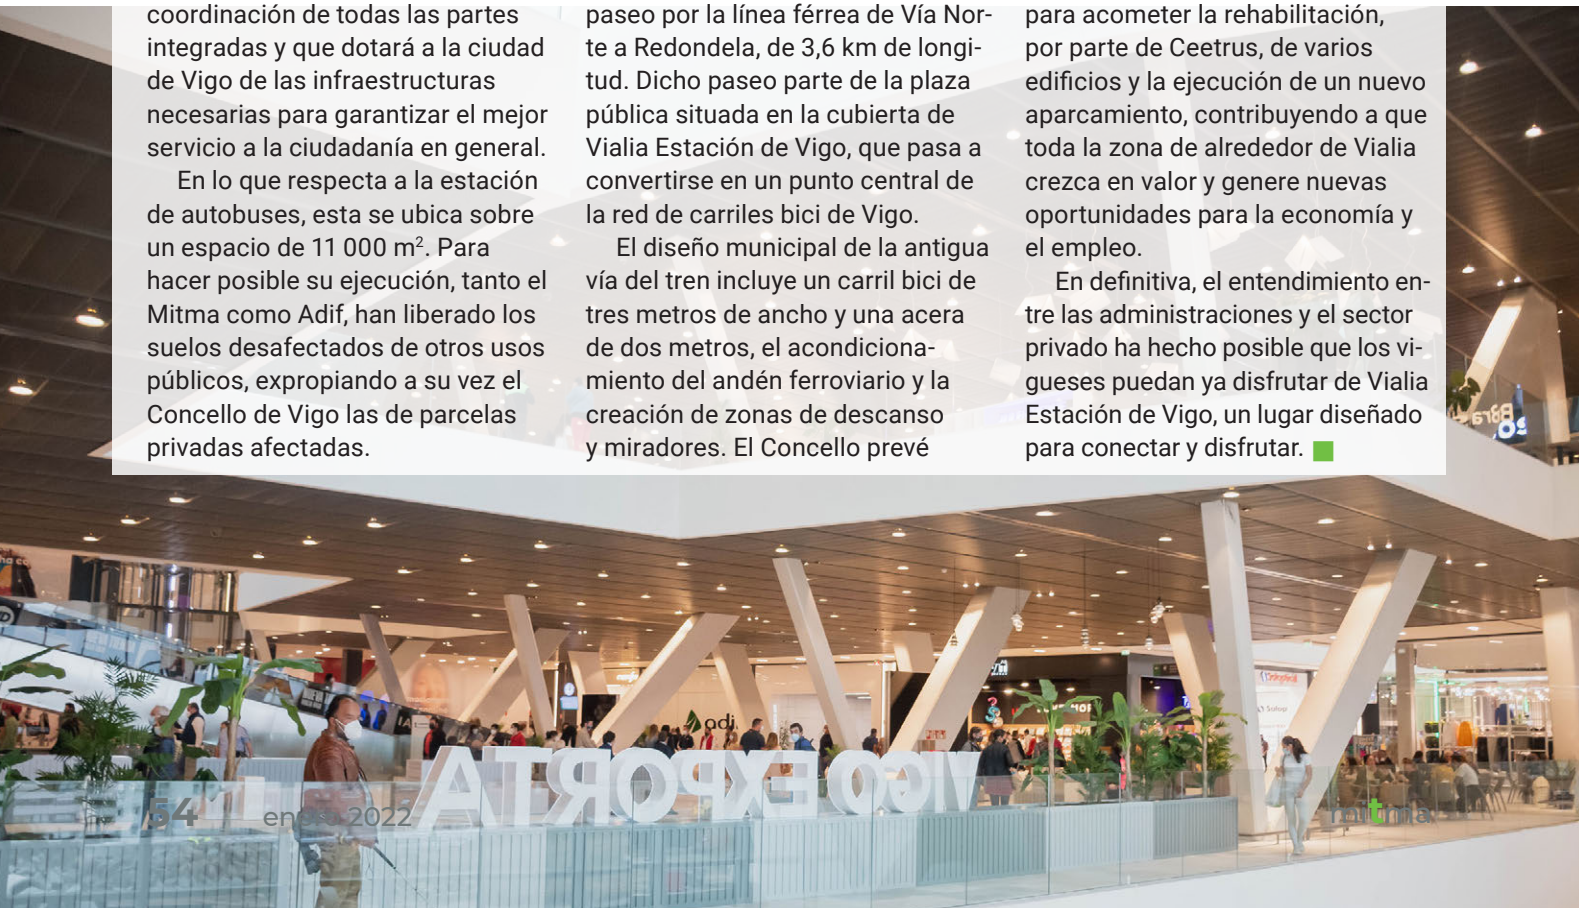 coordinación de todas las partes
integradas y que dotará a la ciudad
de Vigo de las infraestructuras
necesarias para garantizar el mejor
servicio a la ciudadanía en general.
En lo que respecta a la estación
de autobuses, esta se ubica sobre
un espacio de 11 000 m². Para
hacer posible su ejecución, tanto el
Mitma como Adif, han liberado los
suelos desafectados de otros usos
públicos, expropiando a su vez el
Concello de Vigo las de parcelas
privadas afectadas.
paseo por la línea férrea de Vía Nor-
te a Redondela, de 3,6 km de longi-
tud. Dicho paseo parte de la plaza
pública situada en la cubierta de
Vialia Estación de Vigo, que pasa a
convertirse en un punto central de
la red de carriles bici de Vigo.
El diseño municipal de la antigua
vía del tren incluye un carril bici de
tres metros de ancho y una acera
de dos metros, el acondiciona-
miento del andén ferroviario y la
creación de zonas de descanso
y miradores. El Concello prevé
para acometer la rehabilitación,
por parte de Ceetrus, de varios
edificios y la ejecución de un nuevo
aparcamiento, contribuyendo a que
toda la zona de alrededor de Vialia
crezca en valor y genere nuevas
oportunidades para la economía y
el empleo.
En definitiva, el entendimiento en-
tre las administraciones y el sector
privado ha hecho posible que los vi-
gueses puedan ya disfrutar de Vialia
Estación de Vigo, un lugar diseñado
para conectar y disfrutar.
adi
VIGO EXPORTA
54 enero 2022
mitma